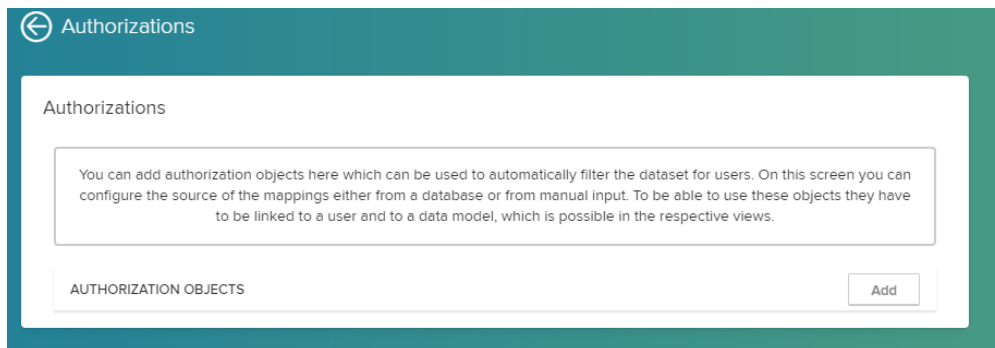 Authorizations
Authorizations
You can add authorization objects here which can be used to automatically filter the dataset for users. On this screen you can
configure the source of the mappings either from a database or from manual input. To be able to use these objects they have
to be linked to a user and to a data model, which is possible in the respective views.
AUTHORIZATION OBJECTS Add